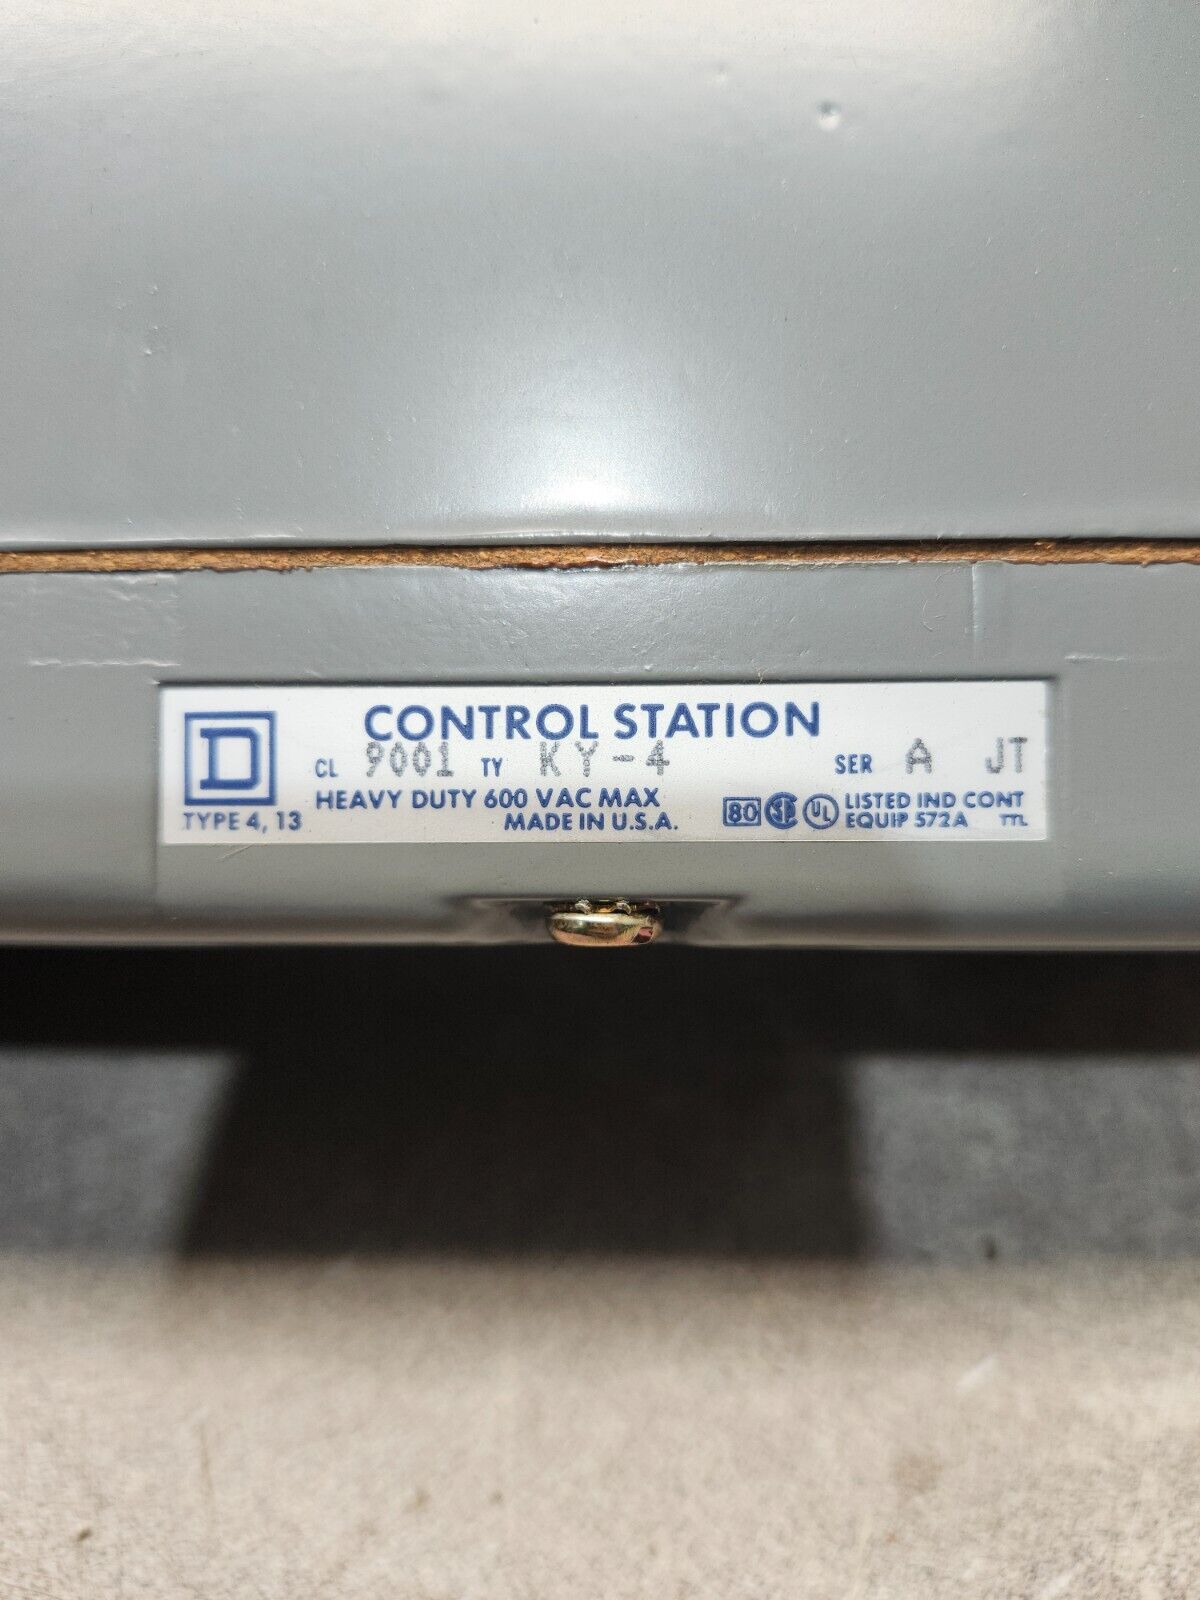 CONTROL STATION
D CL 9001 TY KY-4 SER A JT
HEAVY DUTY 600 VAC MAX 80 SA UL LISTED IND CONT
TYPE 4, 13 MADE IN U.S.A. EQUIP 572A TTL